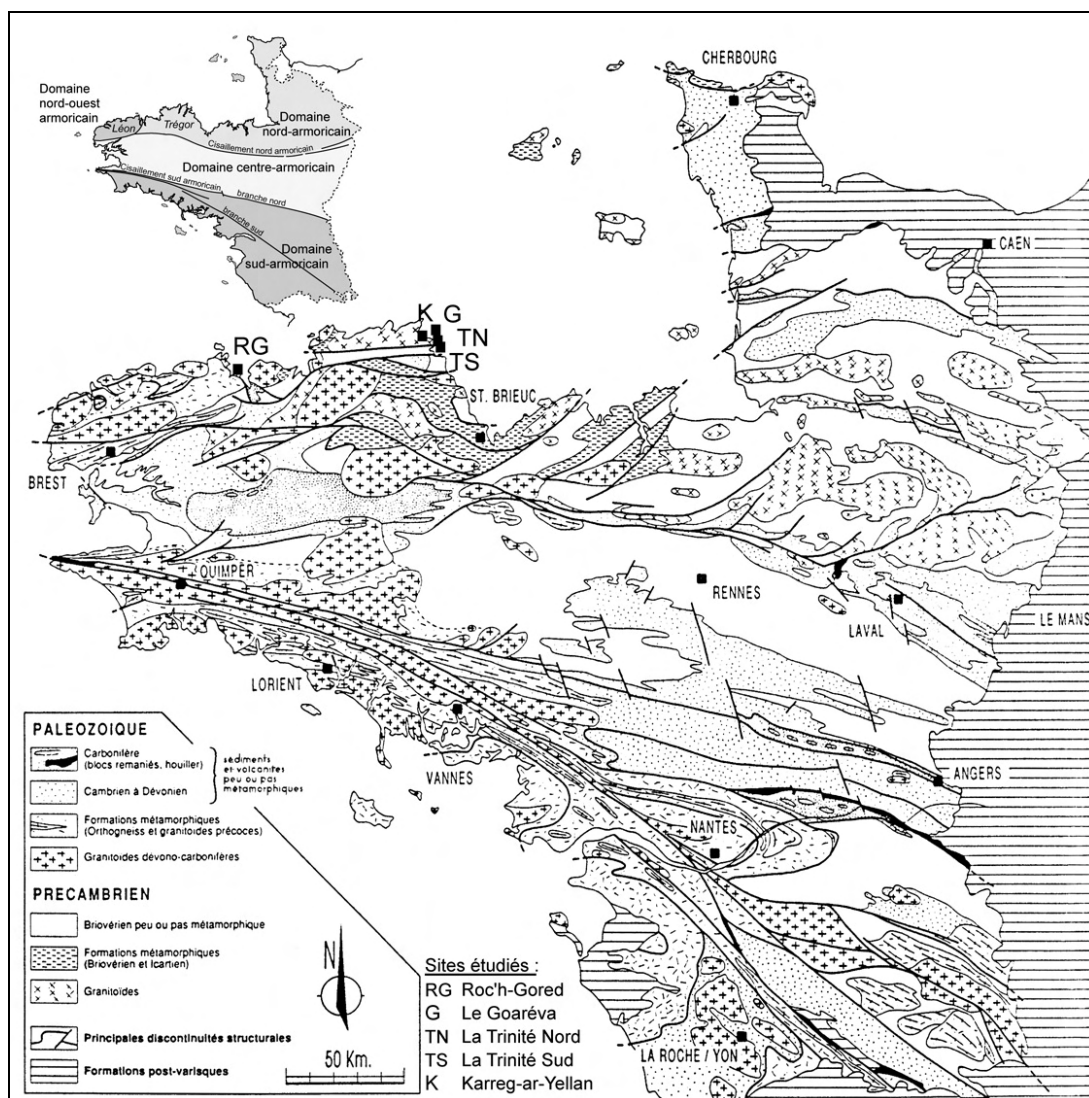 Domaine
nord-ouest
armoricain
Léon
Trégor
Domaine
nord-armoricain
Cisaillement nord armoricain
Domaine centre-armoricain
Cisaillement sud armoricain
branche nord
branche sud
Domaine
sud-armoricain
CHERBOURG
CAEN
K G
RG
TN
TS
ST. BRIEUC
BREST
QUIMPER
RENNES
LAVAL
LE MANS
LORIENT
VANNES
ANGERS
NANTES
LA ROCHE / YON
PALEOZOIQUE
Carbonifère
(blocs remaniés, houiller)
sédiments
et volcanites
peu ou pas
métamorphiques
Cambrien à Dévonien
Formations métamorphiques
(Orthogneiss et granitoïdes précoces)
Granitoïdes dévono-carbonifères
PRECAMBRIEN
Briovérien peu ou pas métamorphique
Formations métamorphiques
(Briovérien et Icartien)
Granitoïdes
Principales discontinuités structurales
Formations post-varisques
N
50 Km.
Sites étudiés :
RG Roc'h-Gored
G Le Goaréva
TN La Trinité Nord
TS La Trinité Sud
K Karreg-ar-Yellan